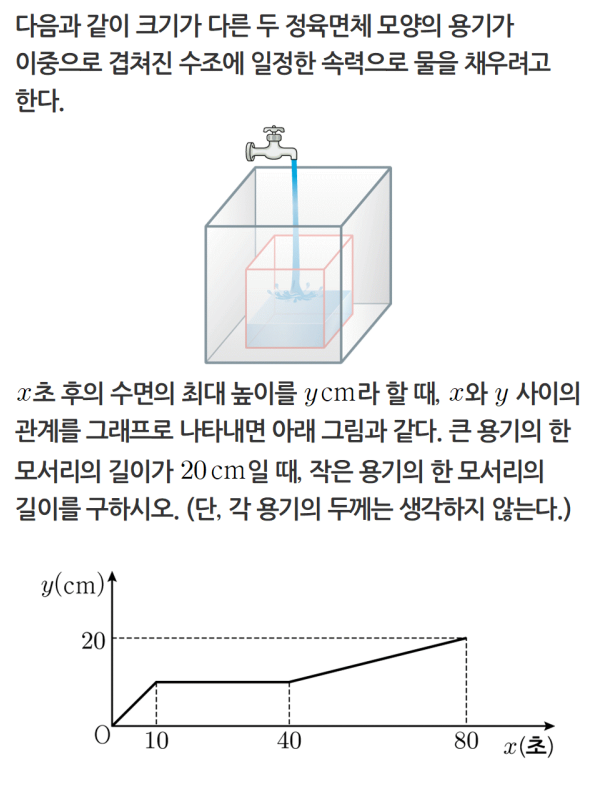 다음과 같이 크기가 다른 두 정육면체 모양의 용기가
이중으로 겹쳐진 수조에 일정한 속력으로 물을 채우려고
한다.
x초 후의 수면의 최대 높이를 y cm라 할 때, x와 y 사이의
관계를 그래프로 나타내면 아래 그림과 같다. 큰 용기의 한
모서리의 길이가 20 cm일 때, 작은 용기의 한 모서리의
길이를 구하시오. (단, 각 용기의 두께는 생각하지 않는다.)
y(cm)
20
O 10 40 80 x(초)